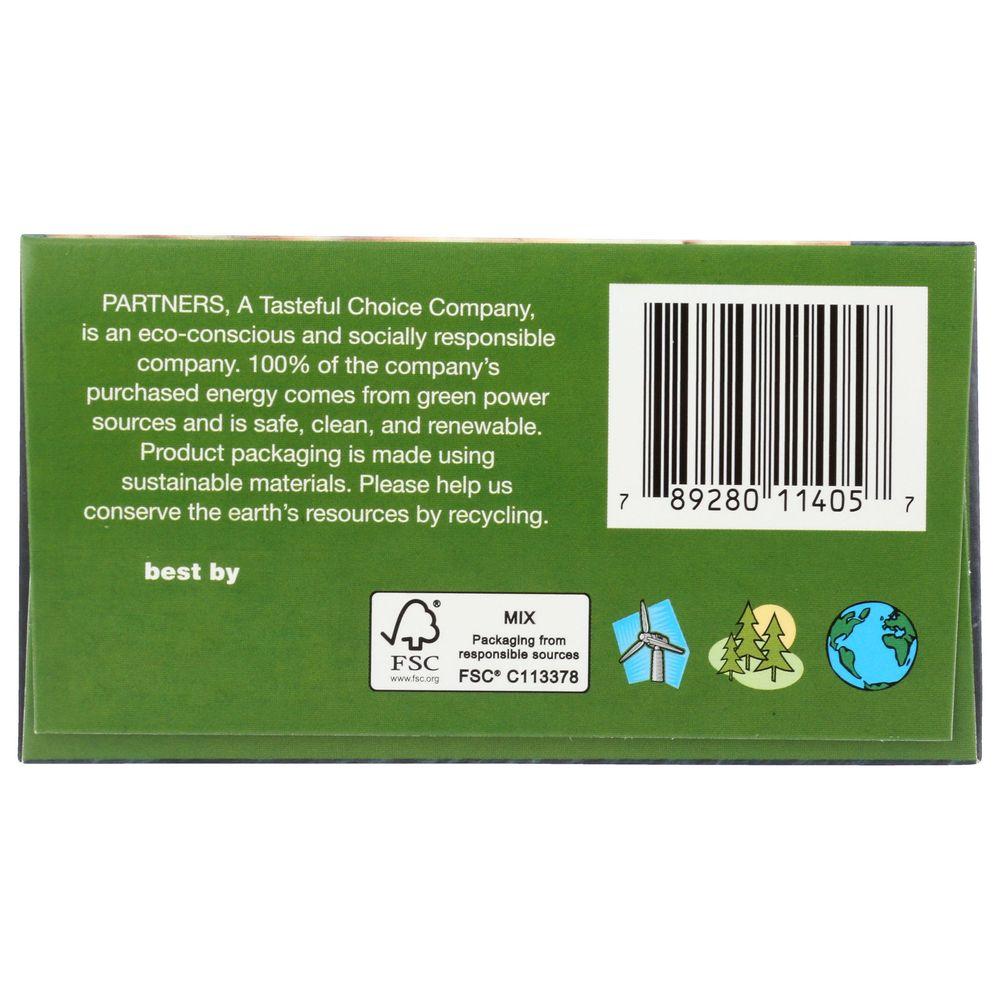 PARTNERS, A Tasteful Choice Company,
is an eco-conscious and socially responsible
company. 100% of the company's
purchased energy comes from green power
sources and is safe, clean, and renewable.
Product packaging is made using
sustainable materials. Please help us
conserve the earth's resources by recycling.
7 89280 11405 7
best by
FSC®
www.fsc.org
MIX
Packaging from
responsible sources
FSC® C113378